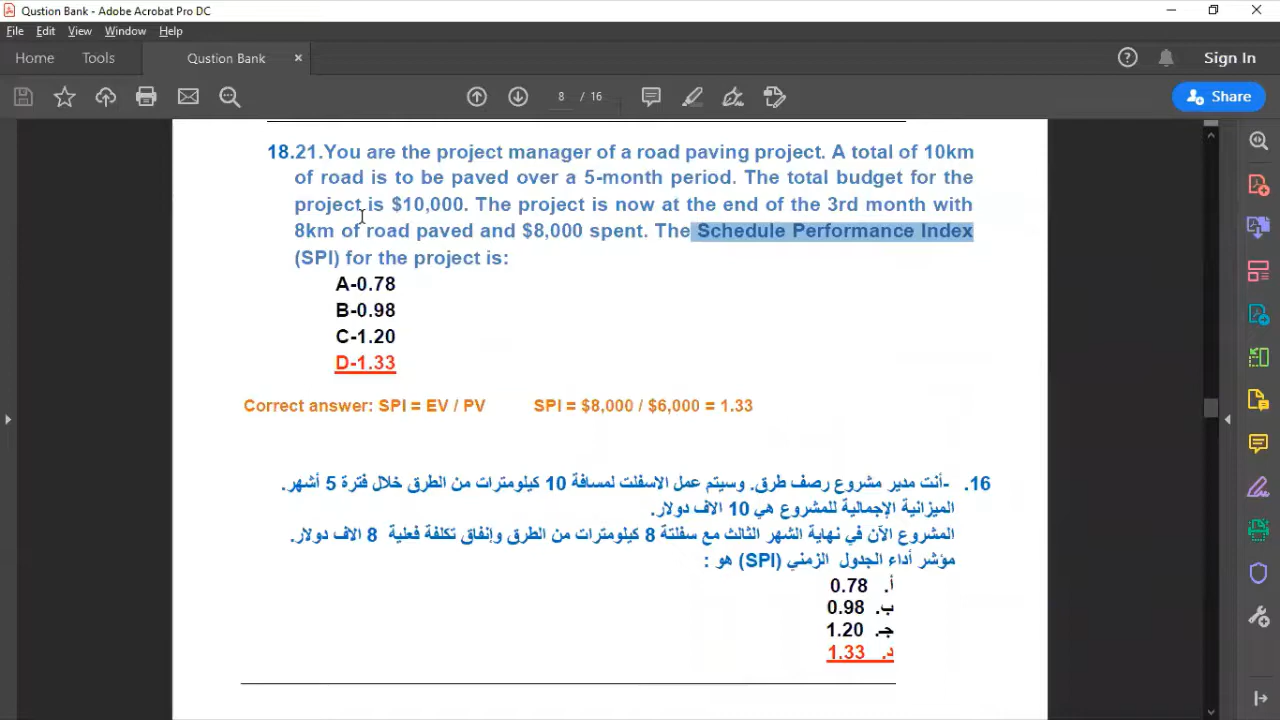 Qustion Bank - Adobe Acrobat Pro DC
File Edit View Window Help
Home Tools Qustion Bank × Sign In
8 / 16 Share
18.21.You are the project manager of a road paving project. A total of 10km
of road is to be paved over a 5-month period. The total budget for the
project is $10,000. The project is now at the end of the 3rd month with
8km of road paved and $8,000 spent. The Schedule Performance Index
(SPI) for the project is:
A-0.78
B-0.98
C-1.20
D-1.33
Correct answer: SPI = EV / PV SPI = $8,000 / $6,000 = 1.33
16. -أنت مدير مشروع رصف طرق. وسيتم عمل الاسفلت لمسافة 10 كيلومترات من الطرق خلال فترة 5 أشهر.
الميزانية الإجمالية للمشروع هي 10 الاف دولار.
المشروع الآن في نهاية الشهر الثالث مع سفلتة 8 كيلومترات من الطرق وإنفاق تكلفة فعلية 8 الاف دولار.
مؤشر أداء الجدول الزمني (SPI) هو :
أ. 0.78
ب. 0.98
جـ. 1.20
د. 1.33